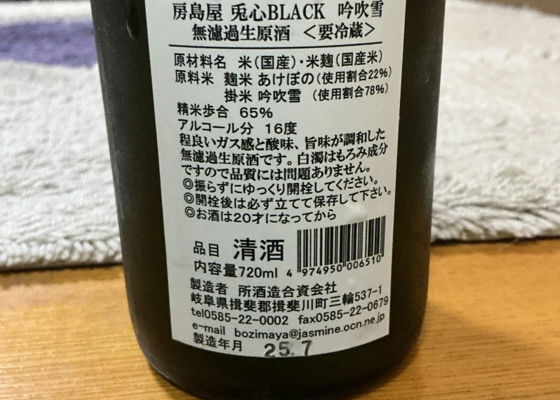 房島屋 兎心BLACK 吟吹雪
無濾過生原酒 <要冷蔵>
原材料名 米(国産)・米麹(国産米)
原料米 麹米 あけぼの(使用割合22%)
掛米 吟吹雪 (使用割合78%)
精米歩合 65%
アルコール分 16度
程良いガス感と酸味、旨味が調和した
無濾過生原酒です。白濁はもろみ成分
ですので品質には問題ありません。
◎振らずにゆっくり開栓してください。
◎開栓後は必ず立てて保存して下さい。
◎お酒は20才になってから
品目 清酒
内容量720ml
4 974950 006510
製造者 所酒造合資会社
岐阜県揖斐郡揖斐川町三輪537-1
tel0585-22-0002 fax0585-22-0679
e-mail bozimaya@jasmine.ocn.ne.jp
製造年月 25.7